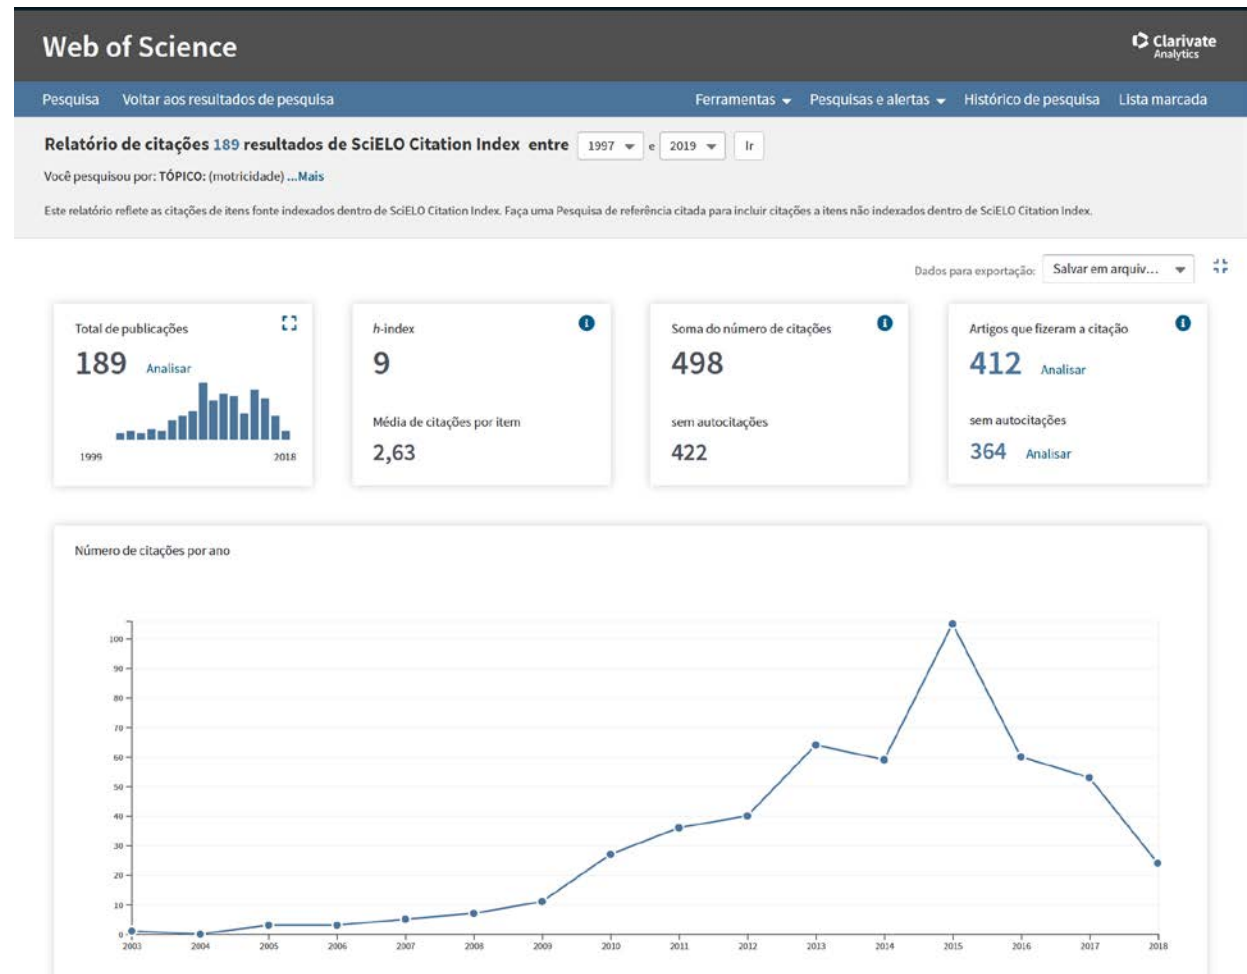 Web of Science
Clarivate
Analytics
Pesquisa Voltar aos resultados de pesquisa Ferramentas Pesquisas e alertas Histórico de pesquisa Lista marcada
Relatório de citações 189 resultados de SciELO Citation Index entre 1997 e 2019 Ir
Você pesquisou por: TÓPICO: (motricidade) ...Mais
Este relatório reflete as citações de itens fonte indexados dentro de SciELO Citation Index. Faça uma Pesquisa de referência citada para incluir citações a itens não indexados dentro de SciELO Citation Index.
Dados para exportação: Salvar em arquiv...
Total de publicações
189 Analisar
1999 2018
h-index
9
Média de citações por item
2,63
Soma do número de citações
498
sem autocitações
422
Artigos que fizeram a citação
412 Analisar
sem autocitações
364 Analisar
Número de citações por ano
100
90
80
70
60
50
40
30
20
10
0
2003 2004 2005 2006 2007 2008 2009 2010 2011 2012 2013 2014 2015 2016 2017 2018